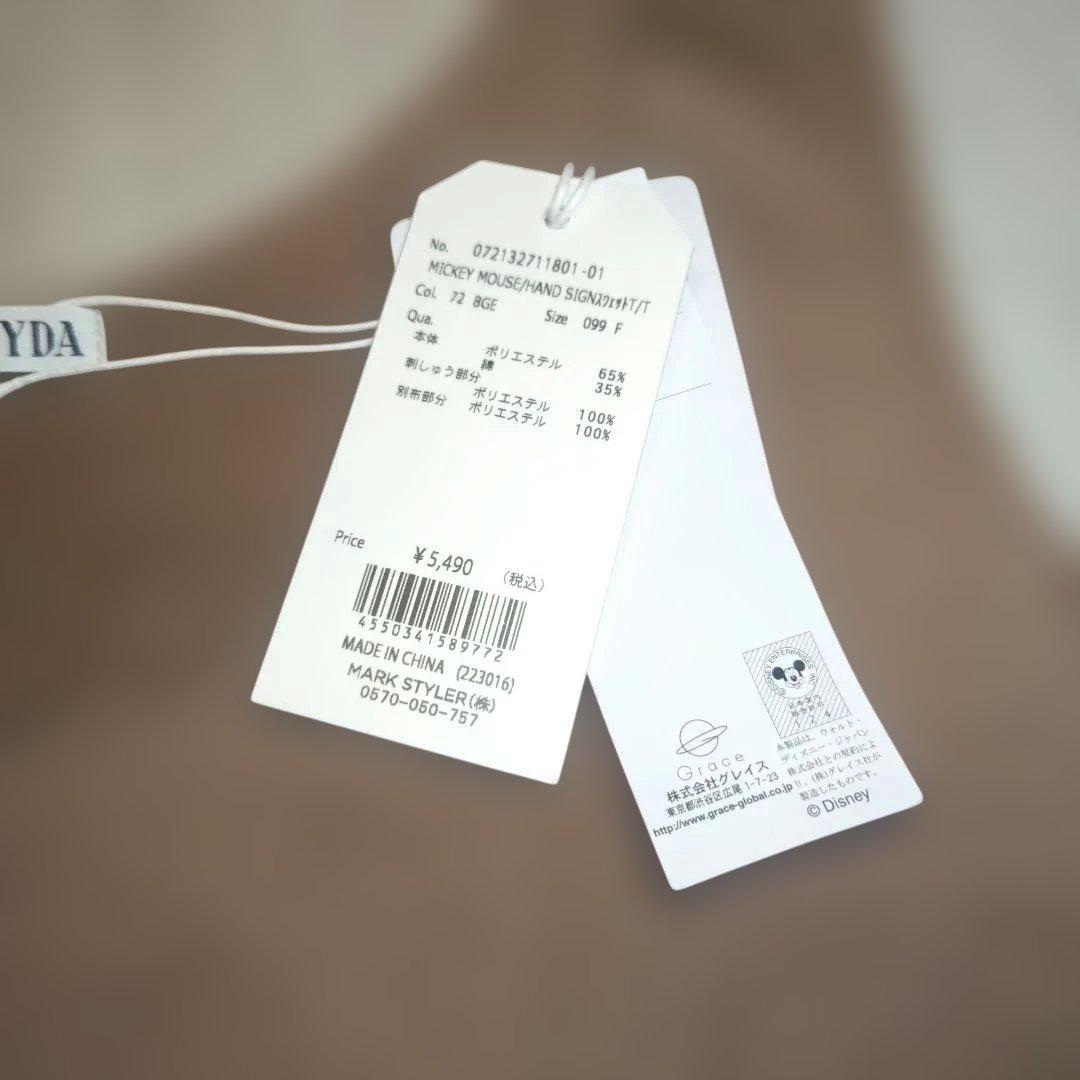 YDA
No. 072132711801-01
MICKEY MOUSE/HAND SIGNｽｳｪｯﾄT/T
Col. 72 BGE Size 099 F
Qua.
本体 ポリエステル 65%
綿 35%
刺しゅう部分 ポリエステル 100%
別布部分 ポリエステル 100%
Price ¥5,490 (税込)
4550341589772
MADE IN CHINA (223016)
MARK STYLER(株)
0570-050-757
Grace
株式会社グレイス
東京都渋谷区広尾 1-7-23
http://www.grace-global.co.jp
©DISNEY ENTERPRISES, INC.
本製品は、ウォルト・
ディズニー・ジャパン
株式会社との契約によ
り、(株)グレイス社が
製造したものです。
© Disney